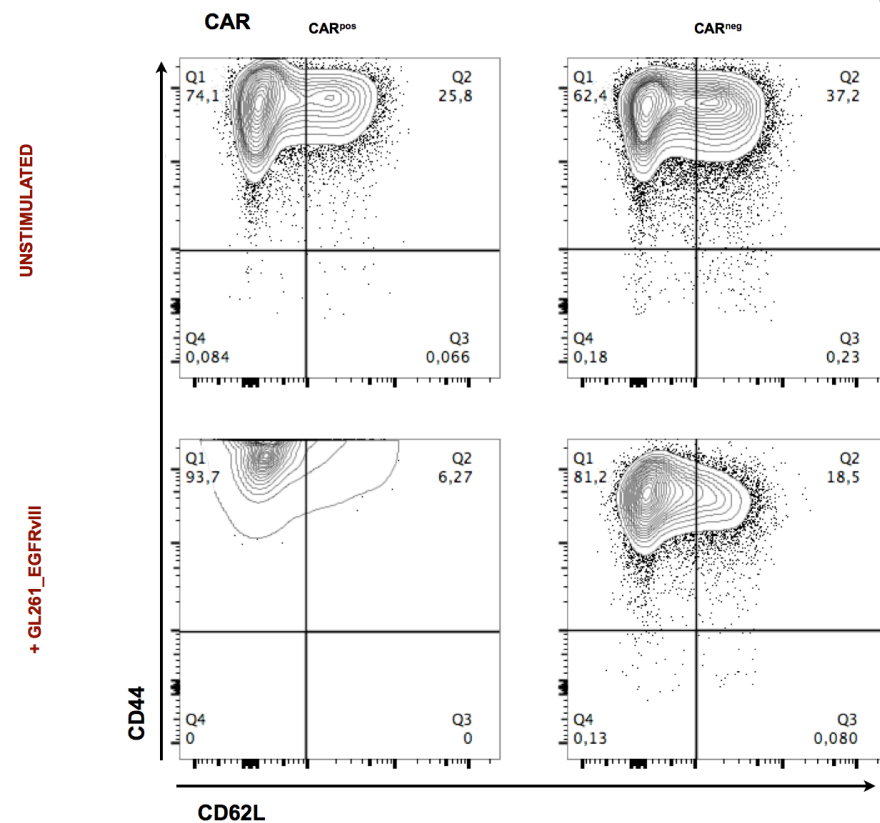 CAR
CARpos
CARneg
UNSTIMULATED
Q1
74,1
Q2
25,8
Q4
0,084
Q3
0,066
Q1
62,4
Q2
37,2
Q4
0,18
Q3
0,23
+ GL261_EGFRvIII
Q1
93,7
Q2
6,27
Q4
0
Q3
0
Q1
81,2
Q2
18,5
Q4
0,13
Q3
0,080
CD44
CD62L